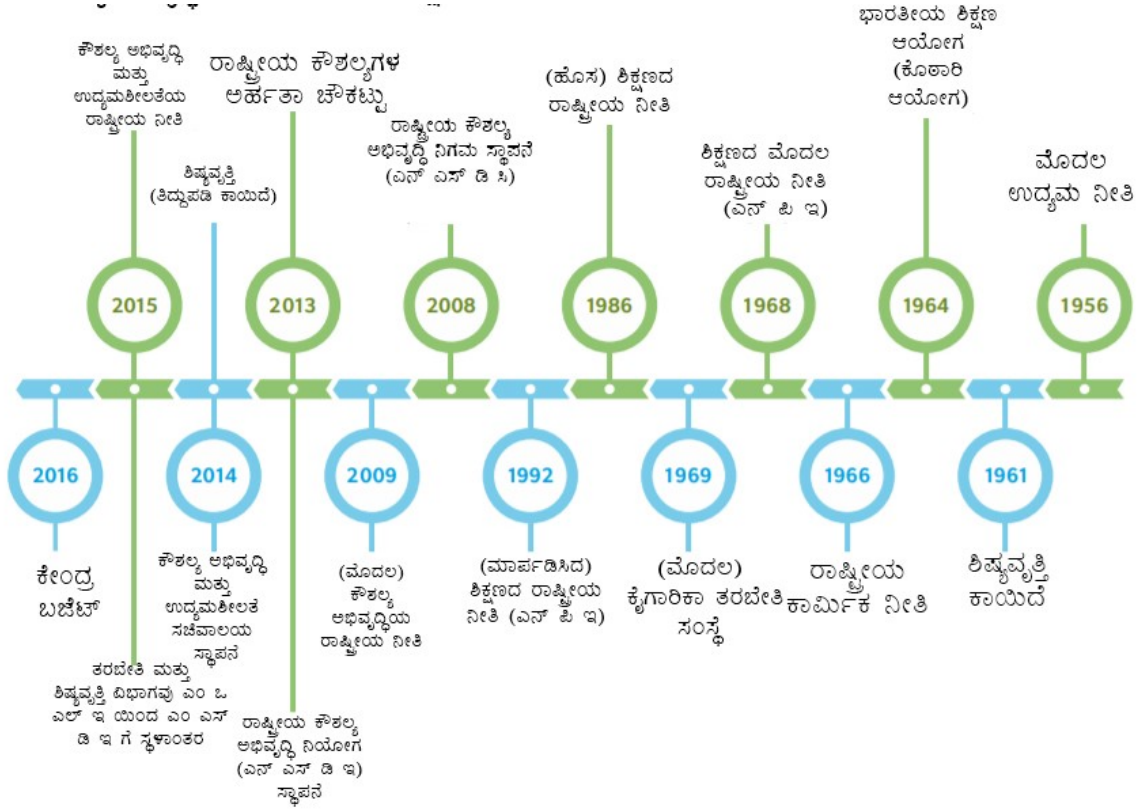 ಕೌಶಲ್ಯ ಅಭಿವೃದ್ಧಿ
ಮತ್ತು
ಉದ್ಯಮಶೀಲತೆಯ
ರಾಷ್ಟ್ರೀಯ ನೀತಿ
ಶಿಷ್ಯವೃತ್ತಿ
(ತಿದ್ದುಪಡಿ ಕಾಯಿದೆ)
ರಾಷ್ಟ್ರೀಯ ಕೌಶಲ್ಯಗಳ
ಅರ್ಹತಾ ಚೌಕಟ್ಟು
ರಾಷ್ಟ್ರೀಯ ಕೌಶಲ್ಯ
ಅಭಿವೃದ್ಧಿ ನಿಗಮ ಸ್ಥಾಪನೆ
(ಎನ್ ಎಸ್ ಡಿ ಸಿ)
(ಹೊಸ) ಶಿಕ್ಷಣದ
ರಾಷ್ಟ್ರೀಯ ನೀತಿ
ಶಿಕ್ಷಣದ ಮೊದಲ
ರಾಷ್ಟ್ರೀಯ ನೀತಿ
(ಎನ್ ಪಿ ಇ)
ಭಾರತೀಯ ಶಿಕ್ಷಣ
ಆಯೋಗ
(ಕೊಠಾರಿ
ಆಯೋಗ)
ಮೊದಲ
ಉದ್ಯಮ ನೀತಿ
2015
2013
2008
1986
1968
1964
1956
2016
2014
2009
1992
1969
1966
1961
ಕೇಂದ್ರ
ಬಜೆಟ್
ತರಬೇತಿ ಮತ್ತು
ಶಿಷ್ಯವೃತ್ತಿ ವಿಭಾಗವು ಎಂ ಒ
ಎಲ್ ಇ ಯಿಂದ ಎಂ ಎಸ್
ಡಿ ಇ ಗೆ ಸ್ಥಳಾಂತರ
ಕೌಶಲ್ಯ ಅಭಿವೃದ್ಧಿ
ಮತ್ತು
ಉದ್ಯಮಶೀಲತೆ
ಸಚಿವಾಲಯ
ಸ್ಥಾಪನೆ
ರಾಷ್ಟ್ರೀಯ ಕೌಶಲ್ಯ
ಅಭಿವೃದ್ಧಿ ನಿಯೋಗ
(ಎನ್ ಎಸ್ ಡಿ ಇ)
ಸ್ಥಾಪನೆ
(ಮೊದಲ)
ಕೌಶಲ್ಯ
ಅಭಿವೃದ್ಧಿಯ
ರಾಷ್ಟ್ರೀಯ ನೀತಿ
(ಮಾರ್ಪಡಿಸಿದ)
ಶಿಕ್ಷಣದ ರಾಷ್ಟ್ರೀಯ
ನೀತಿ (ಎನ್ ಪಿ ಇ)
(ಮೊದಲ)
ಕೈಗಾರಿಕಾ ತರಬೇತಿ
ಸಂಸ್ಥೆ
ರಾಷ್ಟ್ರೀಯ
ಕಾರ್ಮಿಕ ನೀತಿ
ಶಿಷ್ಯವೃತ್ತಿ
ಕಾಯಿದೆ